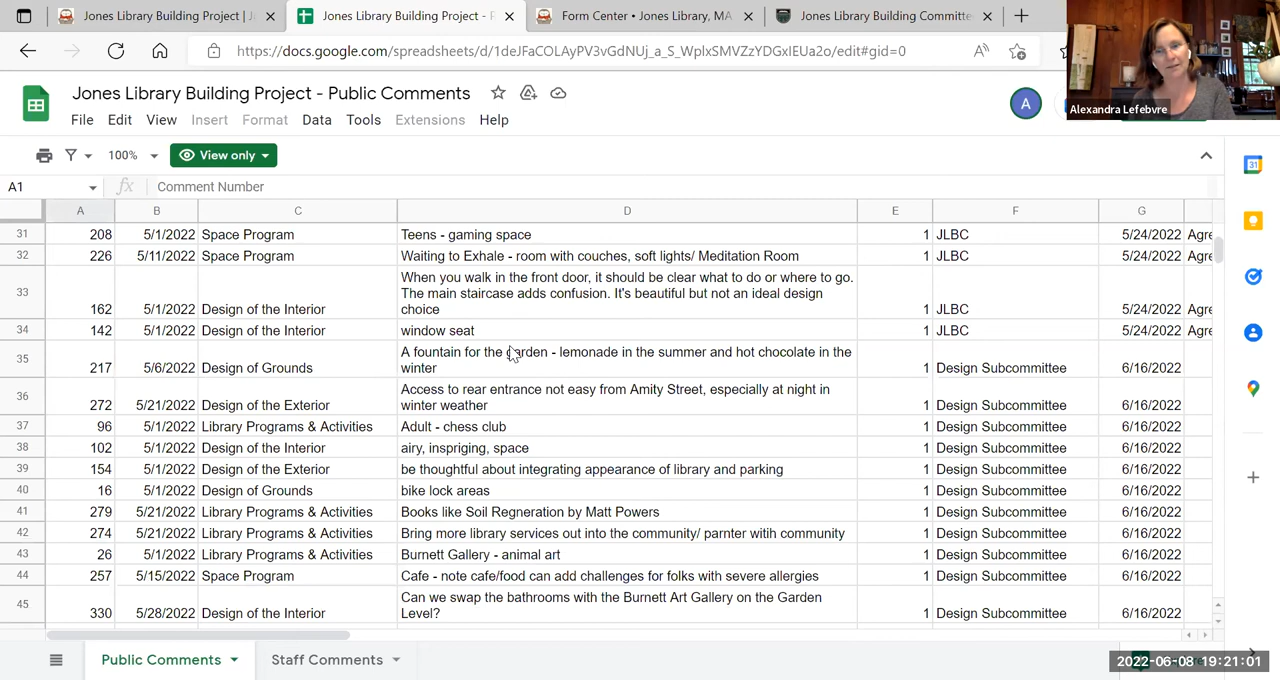 Jones Library Building Project |
Jones Library Building Project - P
Form Center • Jones Library, MA
Jones Library Building Committe
https://docs.google.com/spreadsheets/d/1deJFaCOLAyPV3vGdNUj_a_S_WplxSMVZzYDGxlEUa2o/edit#gid=0
Alexandra Lefebvre
Jones Library Building Project - Public Comments
A
File Edit View Insert Format Data Tools Extensions Help
100% View only
A1 fx Comment Number
31
A B C D E F G
31 208 5/1/2022 Space Program Teens - gaming space 1 JLBC 5/24/2022 Agre
32 226 5/11/2022 Space Program Waiting to Exhale - room with couches, soft lights/ Meditation Room 1 JLBC 5/24/2022 Agre
When you walk in the front door, it should be clear what to do or where to go.
33 The main staircase adds confusion. It's beautiful but not an ideal design
162 5/1/2022 Design of the Interior choice 1 JLBC 5/24/2022 Agre
34 142 5/1/2022 Design of the Interior window seat 1 JLBC 5/24/2022 Agre
35 A fountain for the garden - lemonade in the summer and hot chocolate in the
217 5/6/2022 Design of Grounds winter 1 Design Subcommittee 6/16/2022
36 Access to rear entrance not easy from Amity Street, especially at night in
272 5/21/2022 Design of the Exterior winter weather 1 Design Subcommittee 6/16/2022
37 96 5/1/2022 Library Programs & Activities Adult - chess club 1 Design Subcommittee 6/16/2022
38 102 5/1/2022 Design of the Interior airy, inspriging, space 1 Design Subcommittee 6/16/2022
39 154 5/1/2022 Design of the Exterior be thoughtful about integrating appearance of library and parking 1 Design Subcommittee 6/16/2022
40 16 5/1/2022 Design of Grounds bike lock areas 1 Design Subcommittee 6/16/2022
41 279 5/21/2022 Library Programs & Activities Books like Soil Regneration by Matt Powers 1 Design Subcommittee 6/16/2022
42 274 5/21/2022 Library Programs & Activities Bring more library services out into the community/ parnter witih community 1 Design Subcommittee 6/16/2022
43 26 5/1/2022 Library Programs & Activities Burnett Gallery - animal art 1 Design Subcommittee 6/16/2022
44 257 5/15/2022 Space Program Cafe - note cafe/food can add challenges for folks with severe allergies 1 Design Subcommittee 6/16/2022
45 Can we swap the bathrooms with the Burnett Art Gallery on the Garden
330 5/28/2022 Design of the Interior Level? 1 Design Subcommittee 6/16/2022
Public Comments Staff Comments
2022-06-08 19:21:01